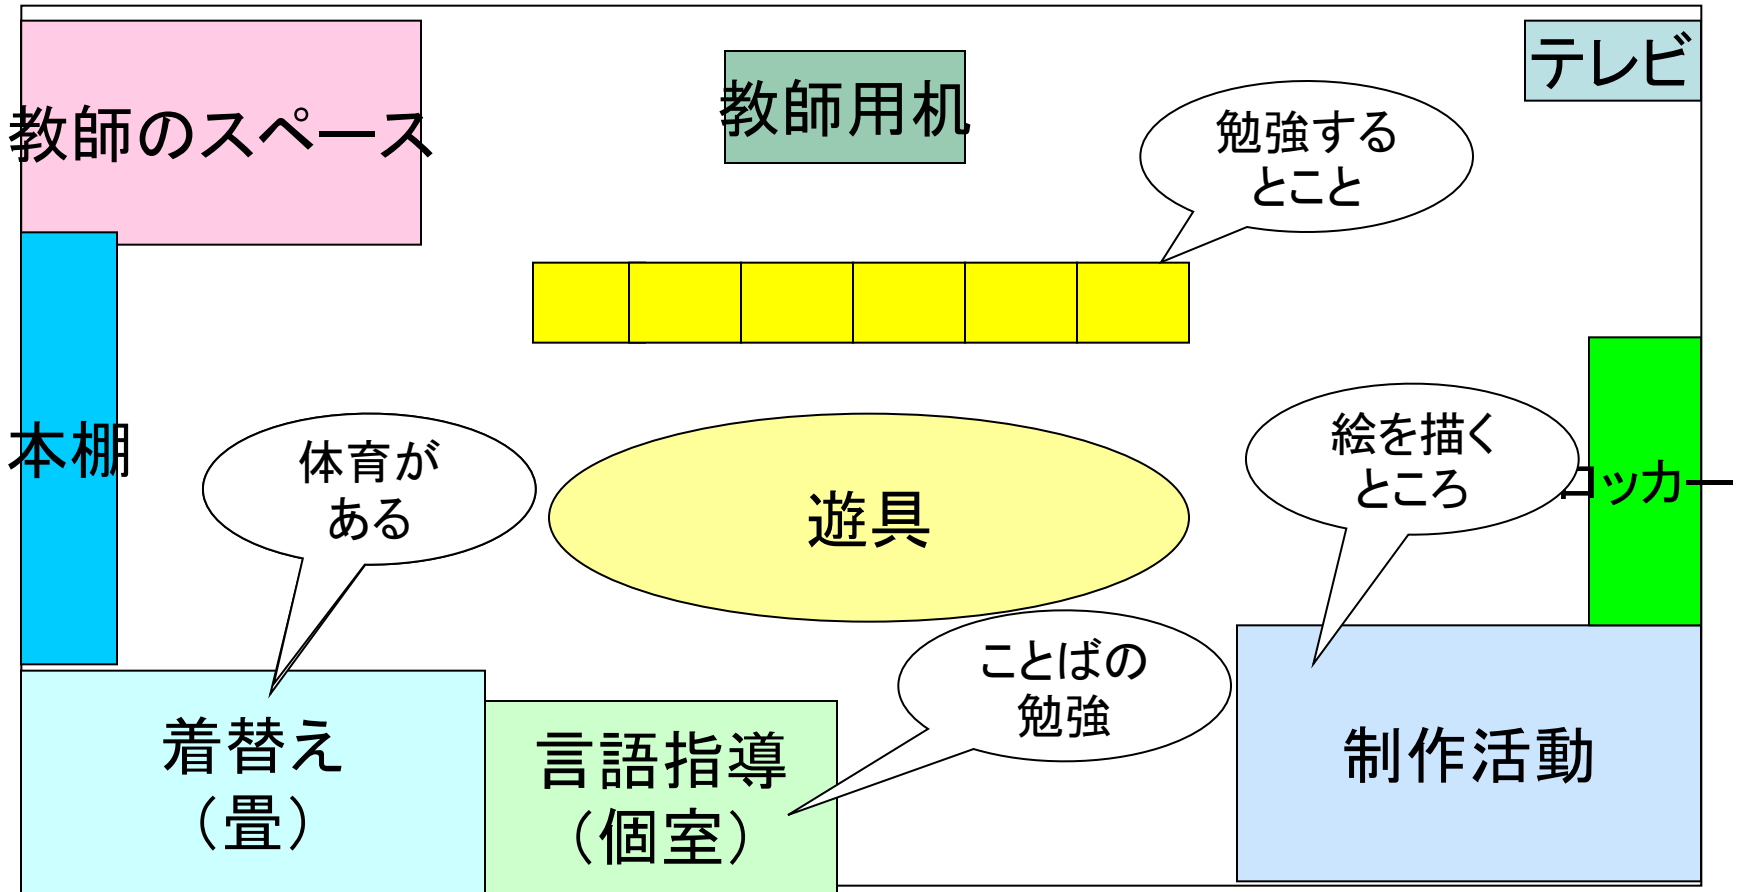 教師のスペース
教師用机
テレビ
勉強する
とこと
本棚
体育が
ある
遊具
絵を描く
ところ
ロッカー
ことばの
勉強
着替え
（畳）
言語指導
（個室）
制作活動